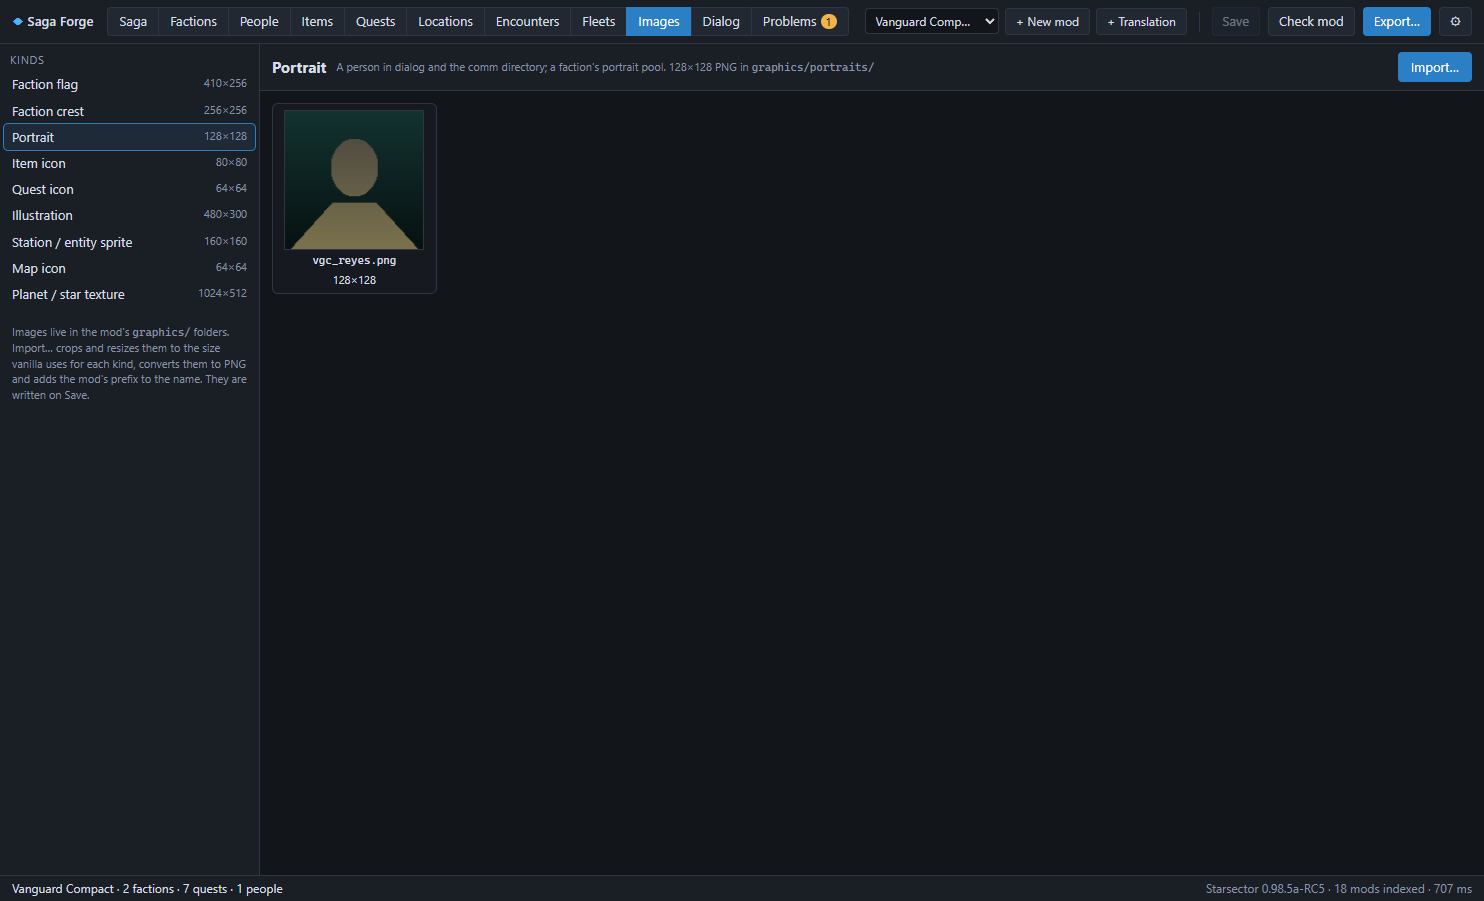 Saga Forge
Saga
Factions
People
Items
Quests
Locations
Encounters
Fleets
Images
Dialog
Problems 1
Vanguard Comp...
+ New mod
+ Translation
Save
Check mod
Export...
KINDS
Faction flag 410×256
Faction crest 256×256
Portrait 128×128
Item icon 80×80
Quest icon 64×64
Illustration 480×300
Station / entity sprite 160×160
Map icon 64×64
Planet / star texture 1024×512
Images live in the mod's graphics/ folders.
Import... crops and resizes them to the size
vanilla uses for each kind, converts them to PNG
and adds the mod's prefix to the name. They are
written on Save.
Portrait A person in dialog and the comm directory; a faction's portrait pool. 128×128 PNG in graphics/portraits/
Import...
vgc_reyes.png
128×128
Vanguard Compact · 2 factions · 7 quests · 1 people
Starsector 0.98.5a-RC5 · 18 mods indexed · 707 ms